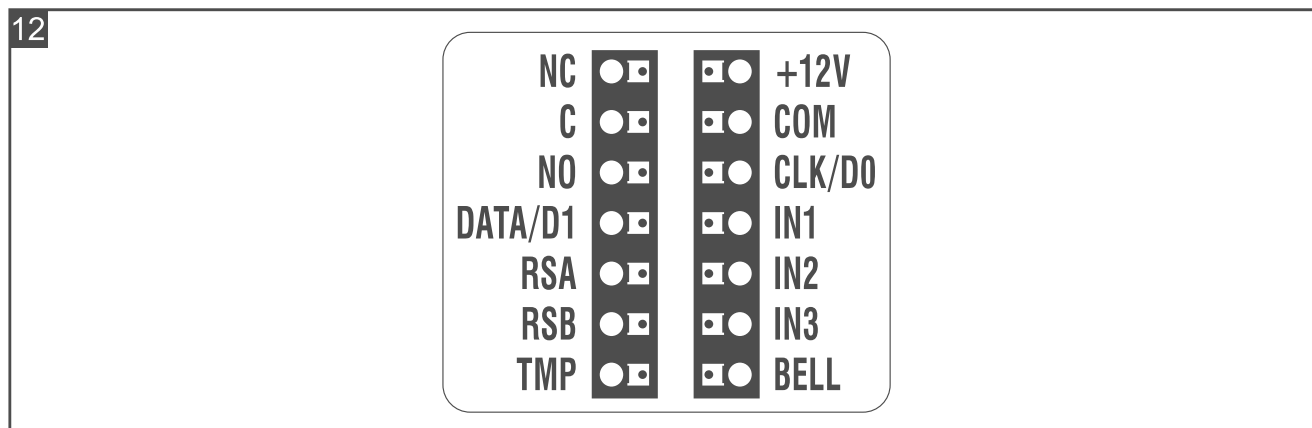 12
NC +12V
C COM
NO CLK/D0
DATA/D1 IN1
RSA IN2
RSB IN3
TMP BELL